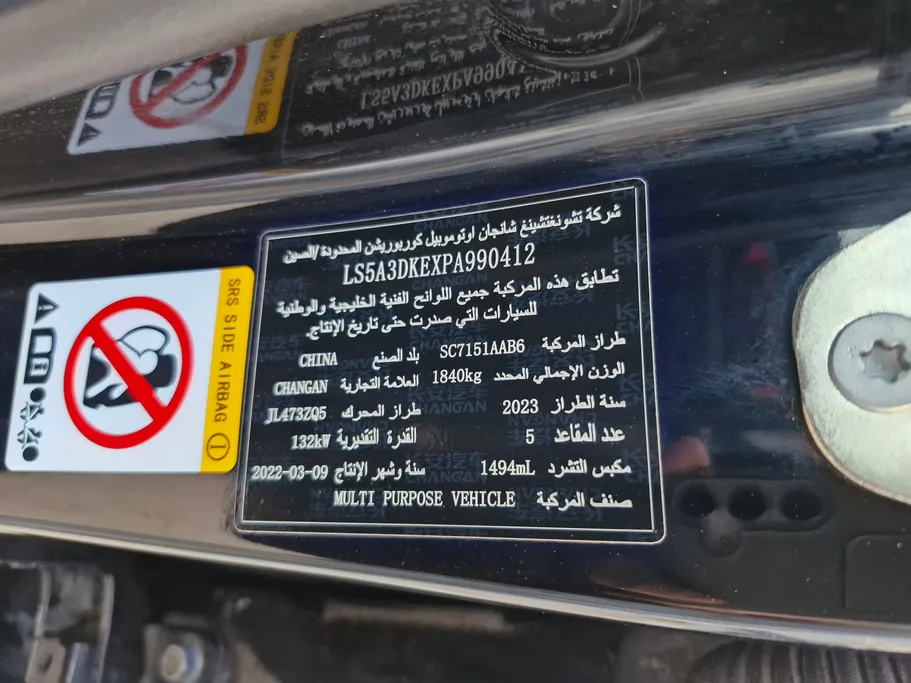 شركة تشونغتشينغ شانجان اوتوموبيل كوربوريشن المحدودة/الصين
LS5A3DKEXPA990412
تطابق هذه المركبة جميع اللوائح الفنية الخليجية والوطنية
للسيارات التي صدرت حتى تاريخ الإنتاج.
طراز المركبة SC7151AAB6 بلد الصنع CHINA
الوزن الإجمالي المحدد 1840kg العلامة التجارية CHANGAN
سنة الطراز 2023 طراز المحرك JL473ZQ5
عدد المقاعد 5 القدرة التقديرية 132kW
مكبس التشرد 1494mL سنة وشهر الإنتاج 2022-03-09
صنف المركبة MULTI PURPOSE VEHICLE
SRS SIDE AIRBAG ①